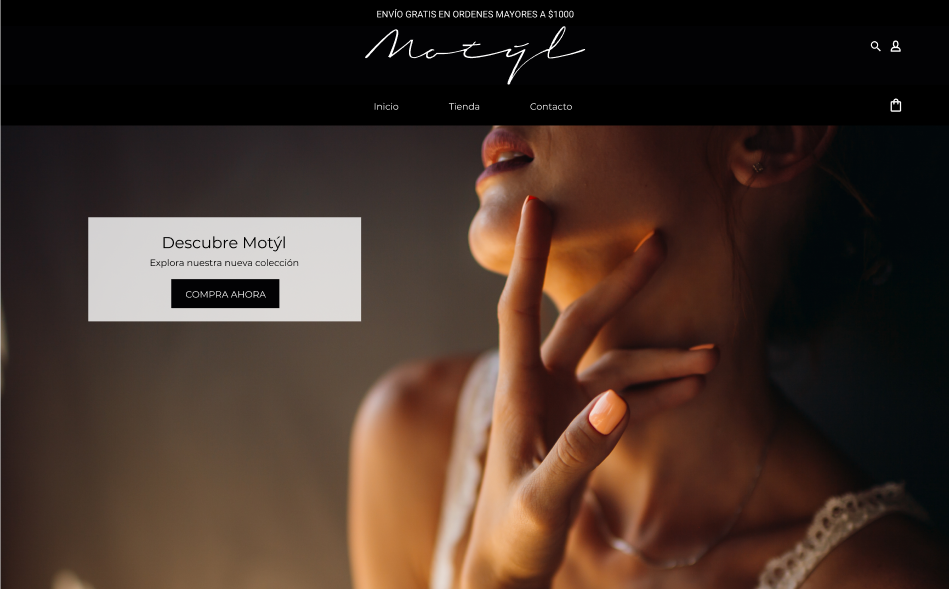 ENVÍO GRATIS EN ORDENES MAYORES A $1000
Motýl
Inicio Tienda Contacto
Descubre Motýl
Explora nuestra nueva colección
COMPRA AHORA